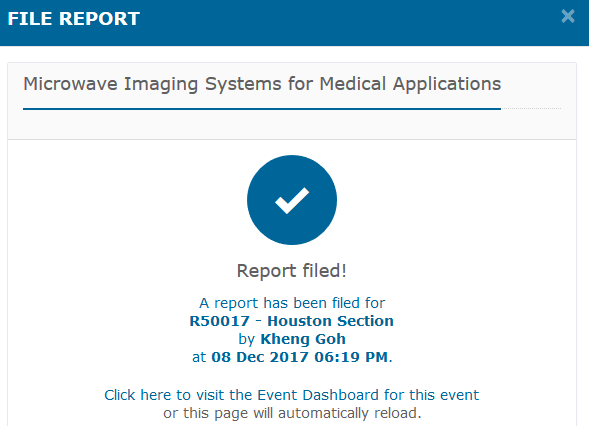 FILE REPORT
Microwave Imaging Systems for Medical Applications
Report filed!
A report has been filed for
R50017 - Houston Section
by Kheng Goh
at 08 Dec 2017 06:19 PM.
Click here to visit the Event Dashboard for this event
or this page will automatically reload.